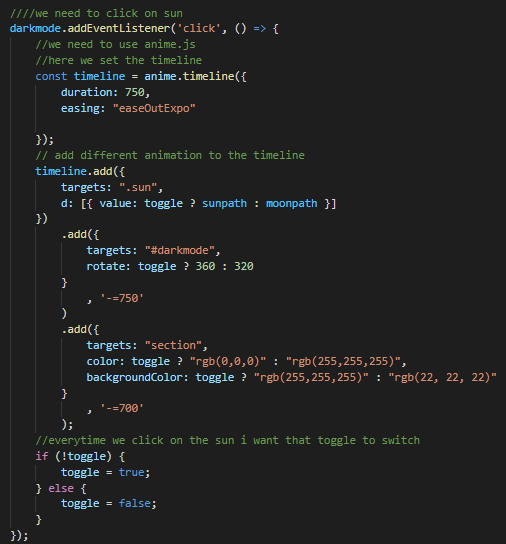 ////we need to click on sun
darkmode.addEventListener('click', () => {
    //we need to use anime.js
    //here we set the timeline
    const timeline = anime.timeline({
        duration: 750,
        easing: "easeOutExpo"

    });
    // add different animation to the timeline
    timeline.add({
        targets: ".sun",
        d: [{ value: toggle ? sunpath : moonpath }]
    })
        .add({
            targets: "#darkmode",
            rotate: toggle ? 360 : 320
        }
            , '-=750'
        )
        .add({
            targets: "section",
            color: toggle ? "rgb(0,0,0)" : "rgb(255,255,255)",
            backgroundColor: toggle ? "rgb(255,255,255)" : "rgb(22, 22, 22)"
        }
            , '-=700'
        );
    //everytime we click on the sun i want that toggle to switch
    if (!toggle) {
        toggle = true;
    } else {
        toggle = false;
    }
});